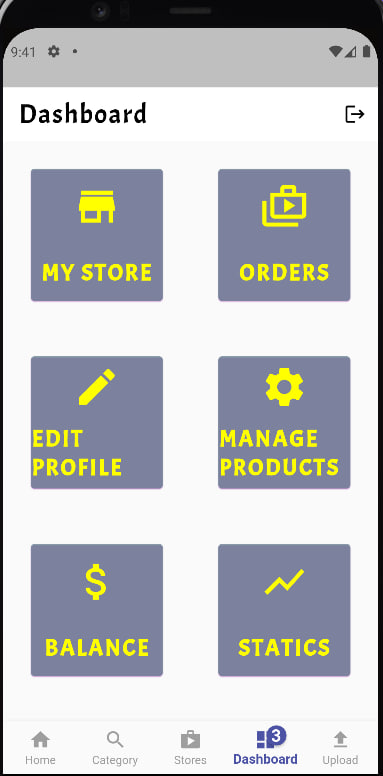 9:41
Dashboard
MY STORE
ORDERS
EDIT
PROFILE
MANAGE
PRODUCTS
BALANCE
STATICS
3
Home
Category
Stores
Dashboard
Upload